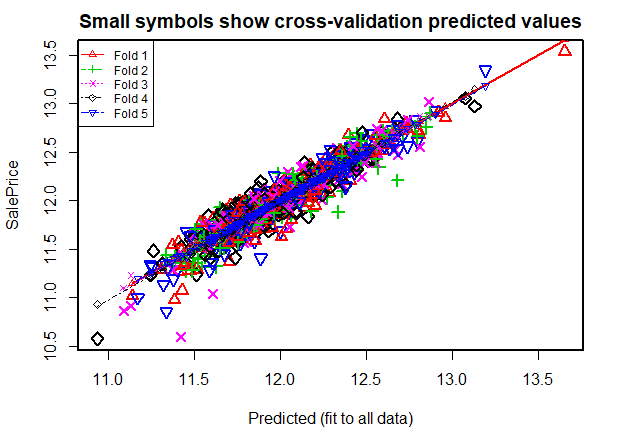 Small symbols show cross-validation predicted values
Fold 1
Fold 2
Fold 3
Fold 4
Fold 5
SalePrice
10.5 11.0 11.5 12.0 12.5 13.0 13.5
11.0 11.5 12.0 12.5 13.0 13.5
Predicted (fit to all data)